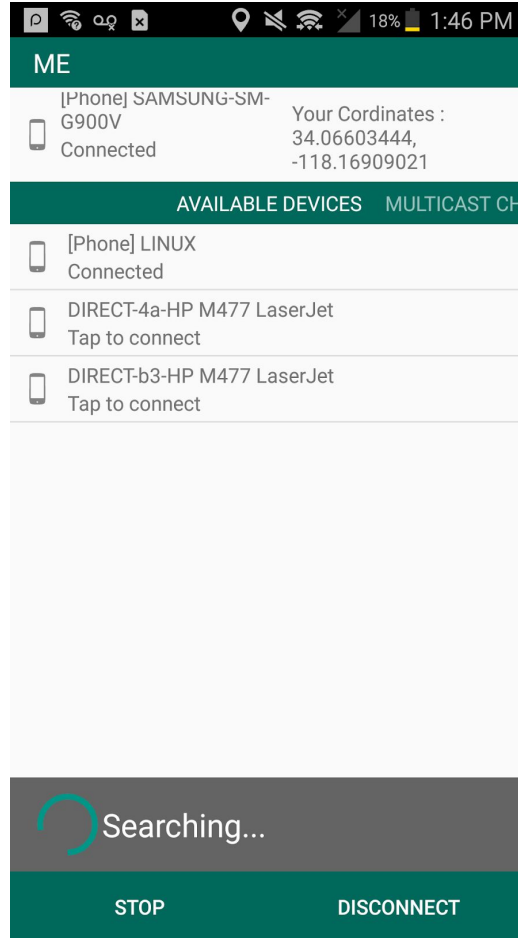 18% 1:46 PM
ME
[Phone] SAMSUNG-SM-
G900V
Connected
Your Cordinates :
34.06603444,
-118.16909021
AVAILABLE DEVICES MULTICAST CH
[Phone] LINUX
Connected
DIRECT-4a-HP M477 LaserJet
Tap to connect
DIRECT-b3-HP M477 LaserJet
Tap to connect
Searching...
STOP DISCONNECT